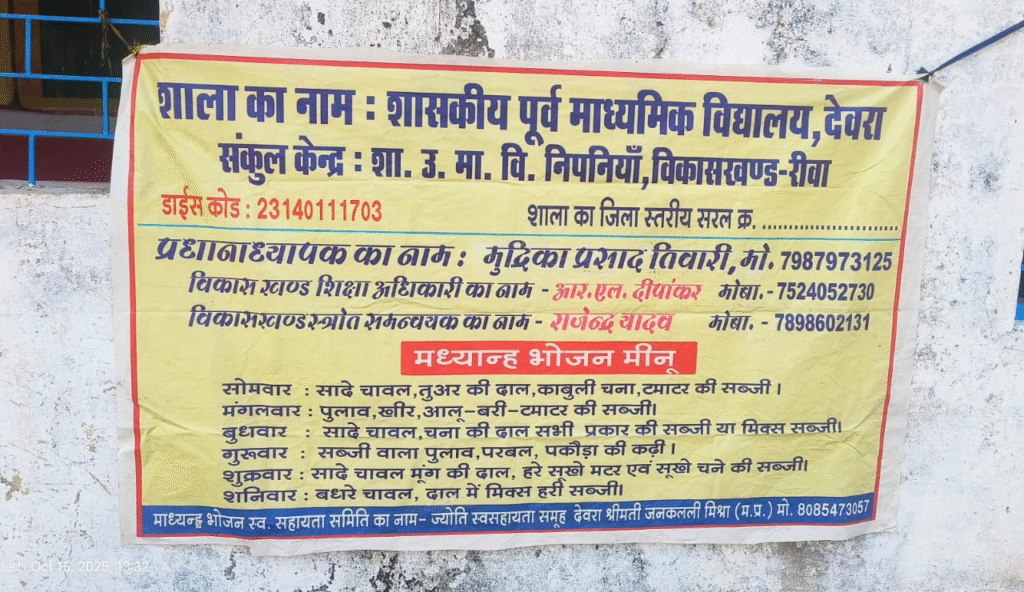 शाला का नाम : शासकीय पूर्व माध्यमिक विद्यालय,देवरा
संकुल केन्द्र : शा. उ. मा. वि. निपनियाँ,विकासखण्ड-रीवा
डाईस कोड : 23140111703 शाला का जिला स्तरीय सरल क्र. ............................
प्रधानाध्यापक का नाम : मुद्रिका प्रसाद तिवारी, मो. 7987973125
विकास खण्ड शिक्षा अधिकारी का नाम - आर.एल. दीपांकर मोबा.- 7524052730
विकासखण्ड स्त्रोत समन्वयक का नाम - राजेन्द्र यादव मोबा. - 7898602131
मध्यान्ह भोजन मीनू
सोमवार : सादे चावल,तुअर की दाल,काबुली चना,टमाटर की सब्जी ।
मंगलवार : पुलाव,खीर,आलू-बरी-टमाटर की सब्जी।
बुधवार : सादे चावल,चना की दाल सभी प्रकार की सब्जी या मिक्स सब्जी।
गुरूवार : सब्जी वाला पुलाव,परबल, पकौड़ा की कढ़ी ।
शुक्रवार : सादे चावल मूंग की दाल, हरे सूखे मटर एवं सूखे चने की सब्जी।
शनिवार : बधरे चावल, दाल में मिक्स हरी सब्जी।
माध्यन्ह भोजन स्व. सहायता समिति का नाम- ज्योति स्वसहायता समूह देवरा श्रीमती जनकलली मिश्रा (म.प्र.) मो. 8085473057
Oct 15, 2025, 13:32